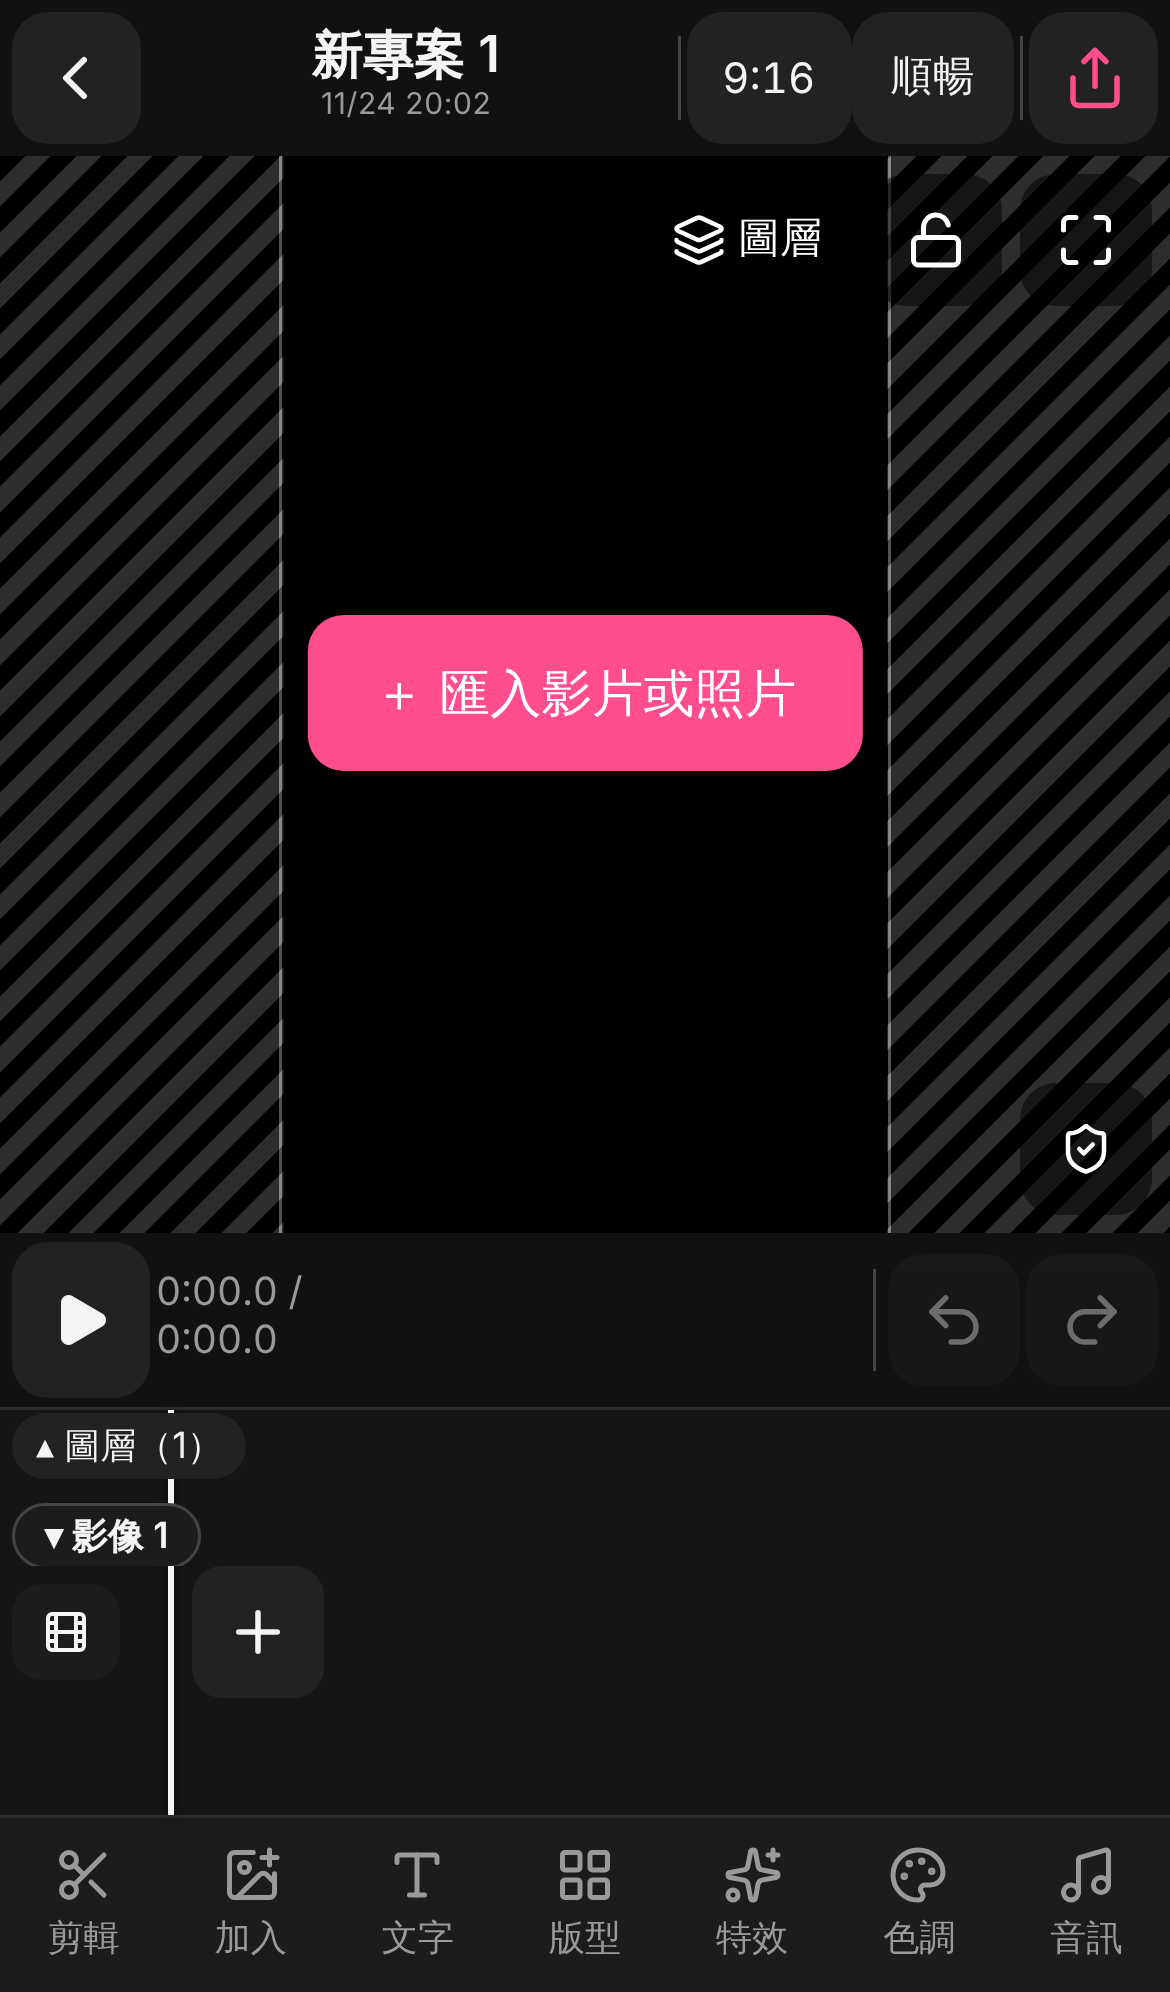 新專案 1
11/24 20:02
9:16
順暢
圖層
+ 匯入影片或照片
0:00.0 /
0:00.0
▲ 圖層（1）
▼影像 1
剪輯
加入
文字
版型
特效
色調
音訊